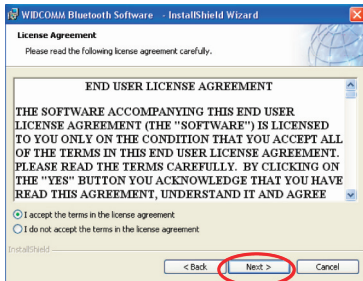 WIDCOMM Bluetooth Software - InstallShield Wizard
License Agreement
Please read the following license agreement carefully.
END USER LICENSE AGREEMENT
THE SOFTWARE ACCOMPANYING THIS END USER
LICENSE AGREEMENT (THE "SOFTWARE") IS LICENSED
TO YOU ONLY ON THE CONDITION THAT YOU ACCEPT ALL
OF THE TERMS IN THIS END USER LICENSE AGREEMENT.
PLEASE READ THE TERMS CAREFULLY. BY CLICKING ON
THE "YES" BUTTON YOU ACKNOWLEDGE THAT YOU HAVE
READ THIS AGREEMENT, UNDERSTAND IT AND AGREE
I accept the terms in the license agreement
I do not accept the terms in the license agreement
InstallShield
< Back Next > Cancel